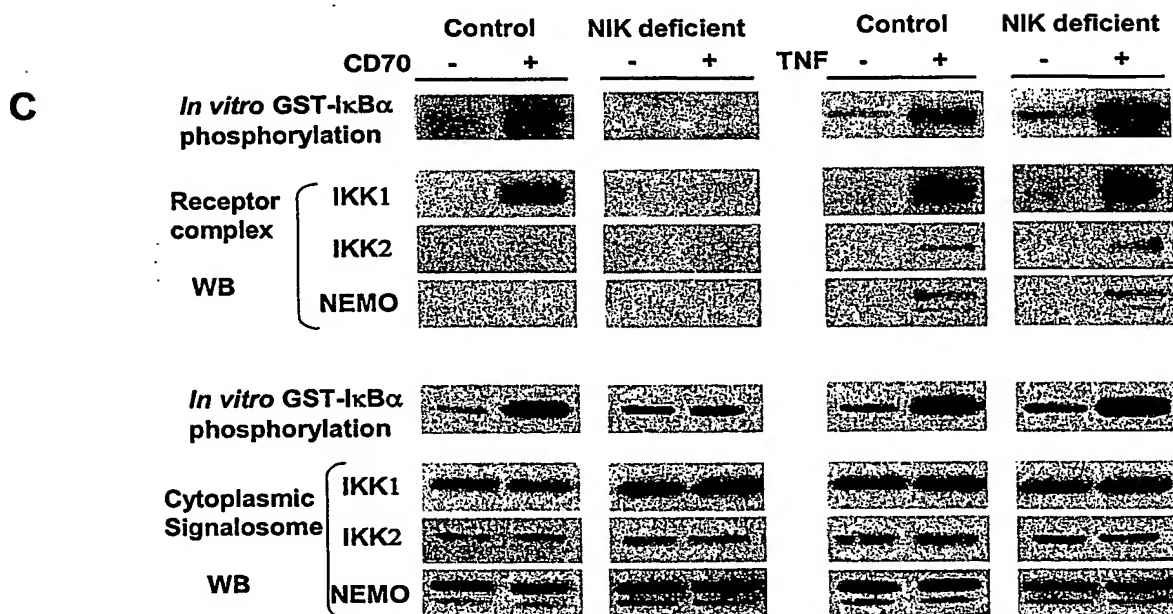 Control NIK deficient Control NIK deficient
CD70 - + - + TNF - + - +
C
In vitro GST-IκBα
phosphorylation
Receptor
complex
WB
IKK1
IKK2
NEMO
In vitro GST-IκBα
phosphorylation
Cytoplasmic
Signalosome
WB
IKK1
IKK2
NEMO